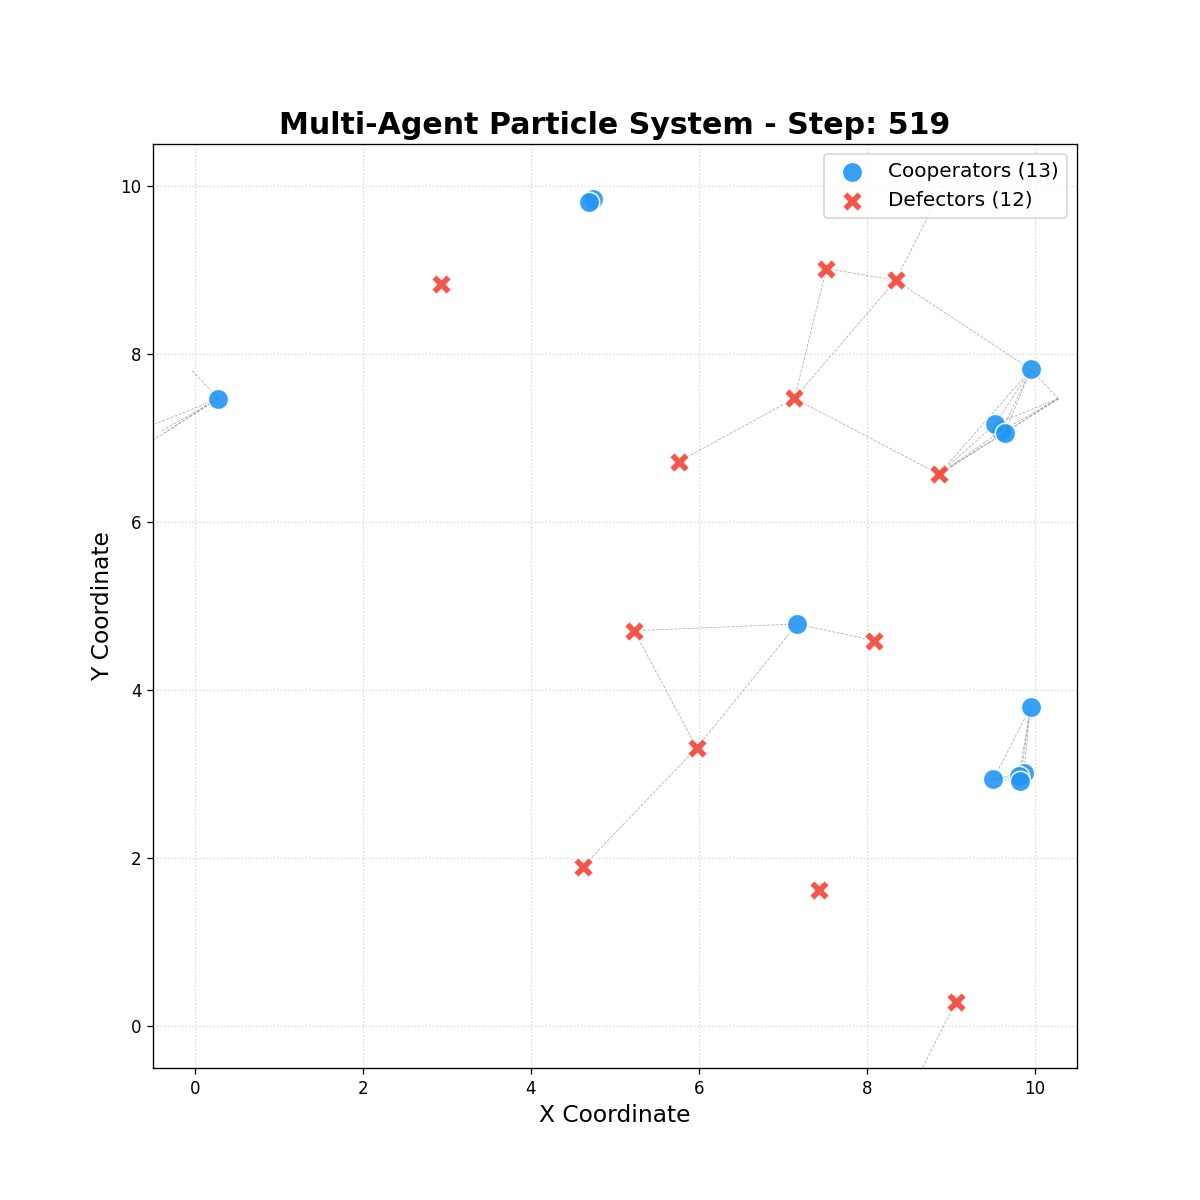 Multi-Agent Particle System - Step: 519
Cooperators (13)
Defectors (12)
10
8
6
4
2
0
Y Coordinate
0 2 4 6 8 10
X Coordinate